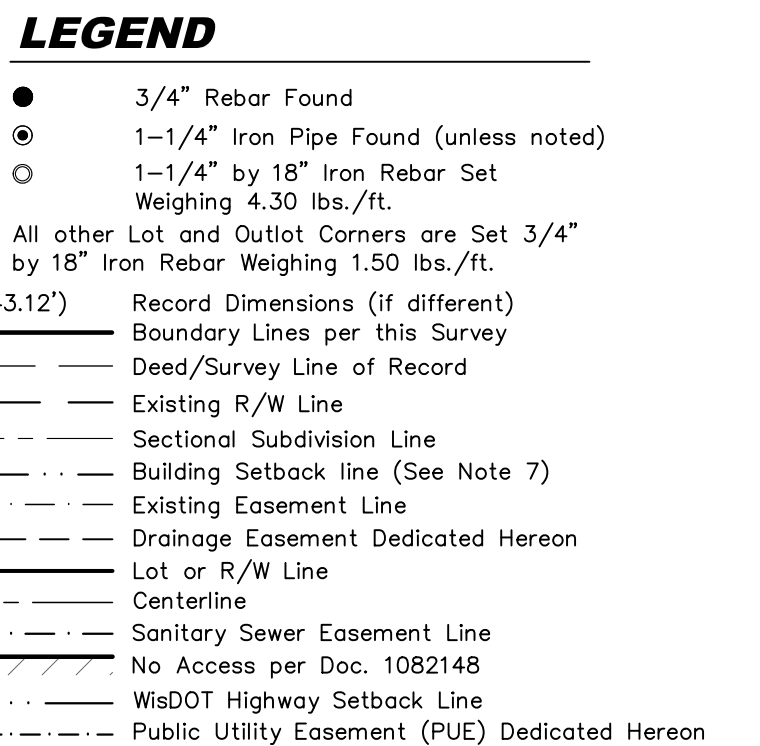 LEGEND
3/4" Rebar Found
1-1/4" Iron Pipe Found (unless noted)
1-1/4" by 18" Iron Rebar Set
Weighing 4.30 lbs./ft.
All other Lot and Outlot Corners are Set 3/4"
by 18" Iron Rebar Weighing 1.50 lbs./ft.
3.12') Record Dimensions (if different)
Boundary Lines per this Survey
Deed/Survey Line of Record
Existing R/W Line
Sectional Subdivision Line
Building Setback line (See Note 7)
Existing Easement Line
Drainage Easement Dedicated Hereon
Lot or R/W Line
Centerline
Sanitary Sewer Easement Line
No Access per Doc. 1082148
WisDOT Highway Setback Line
Public Utility Easement (PUE) Dedicated Hereon